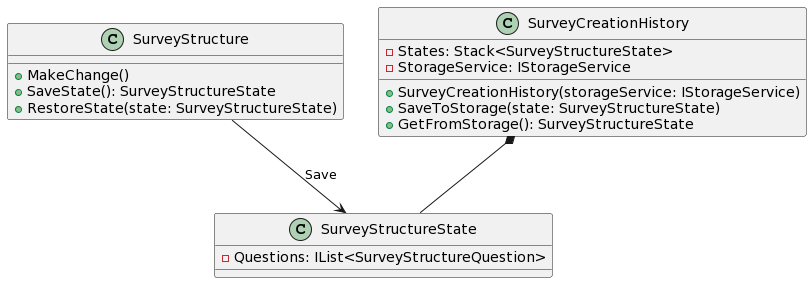 C SurveyStructure
MakeChange()
SaveState(): SurveyStructureState
RestoreState(state: SurveyStructureState)
C SurveyCreationHistory
States: Stack<SurveyStructureState>
StorageService: IStorageService
SurveyCreationHistory(storageService: IStorageService)
SaveToStorage(state: SurveyStructureState)
GetFromStorage(): SurveyStructureState
Save
C SurveyStructureState
Questions: IList<SurveyStructureQuestion>